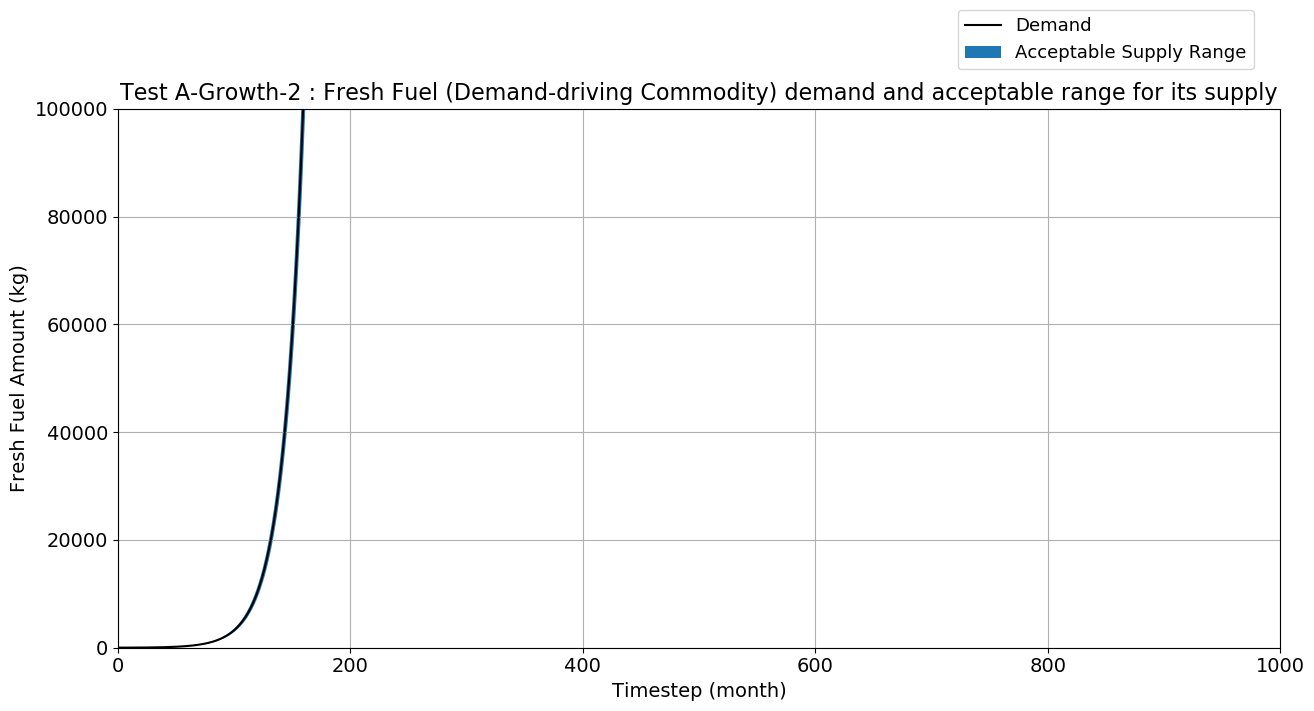 Demand
Acceptable Supply Range
Test A-Growth-2 : Fresh Fuel (Demand-driving Commodity) demand and acceptable range for its supply
100000
80000
60000
40000
20000
0
Fresh Fuel Amount (kg)
0 200 400 600 800 1000
Timestep (month)